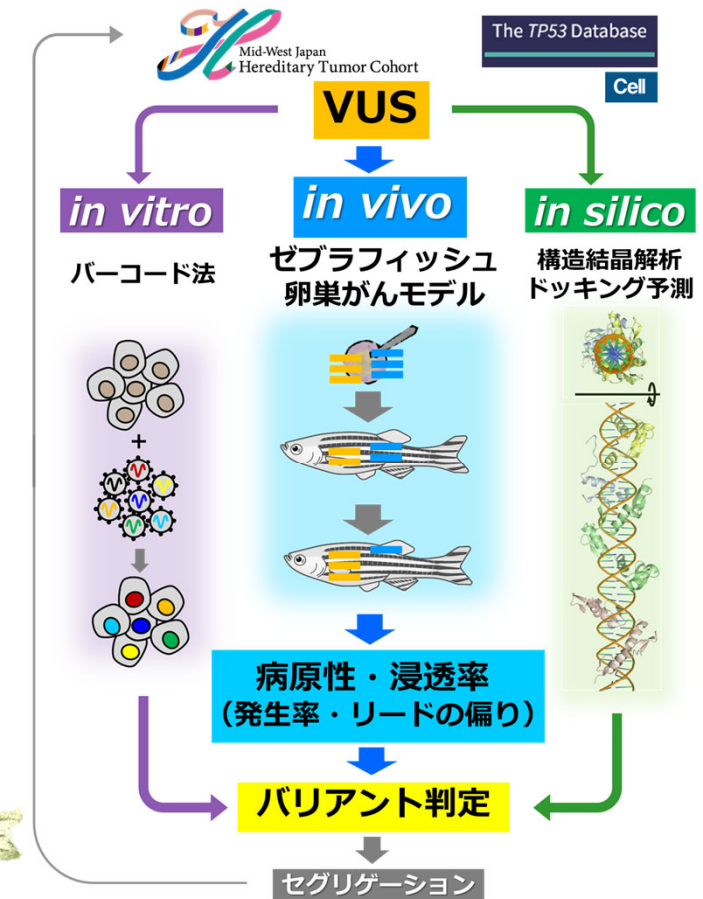 Mid-West Japan
Hereditary Tumor Cohort
The TP53 Database
Cell
VUS
in vitro
in vivo
in silico
バーコード法
ゼブラフィッシュ
卵巣がんモデル
構造結晶解析
ドッキング予測
+
病原性・浸透率
（発生率・リードの偏り）
バリアント判定
セグリゲーション